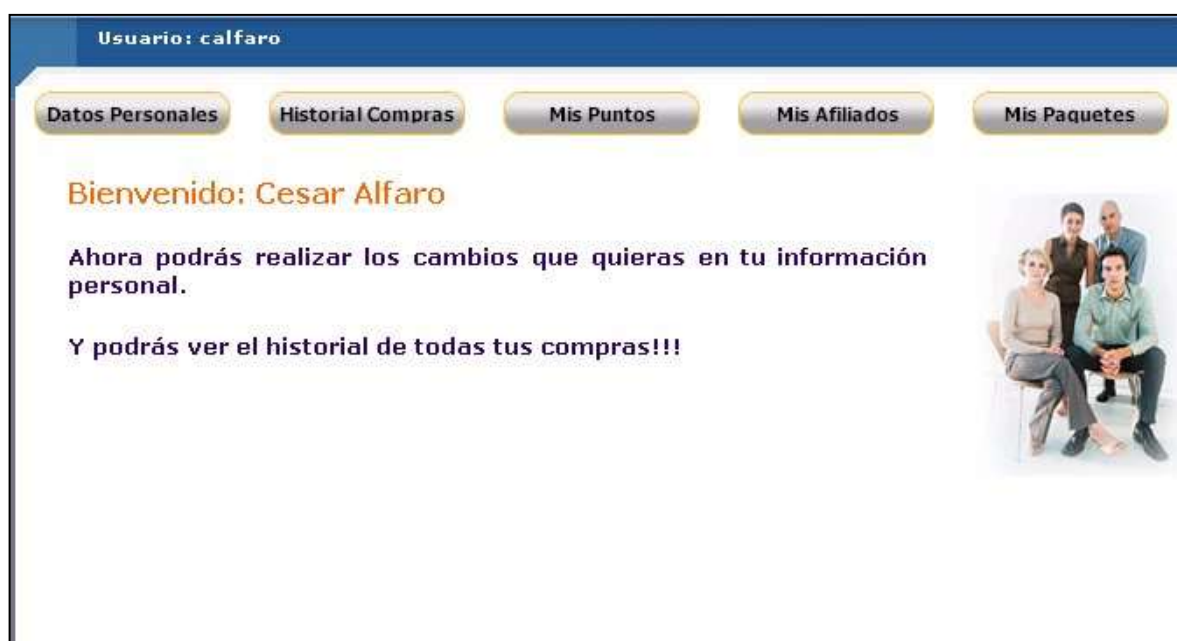 Usuario: calfaro
Datos Personales
Historial Compras
Mis Puntos
Mis Afiliados
Mis Paquetes
Bienvenido: Cesar Alfaro
Ahora podrás realizar los cambios que quieras en tu información
personal.
Y podrás ver el historial de todas tus compras!!!